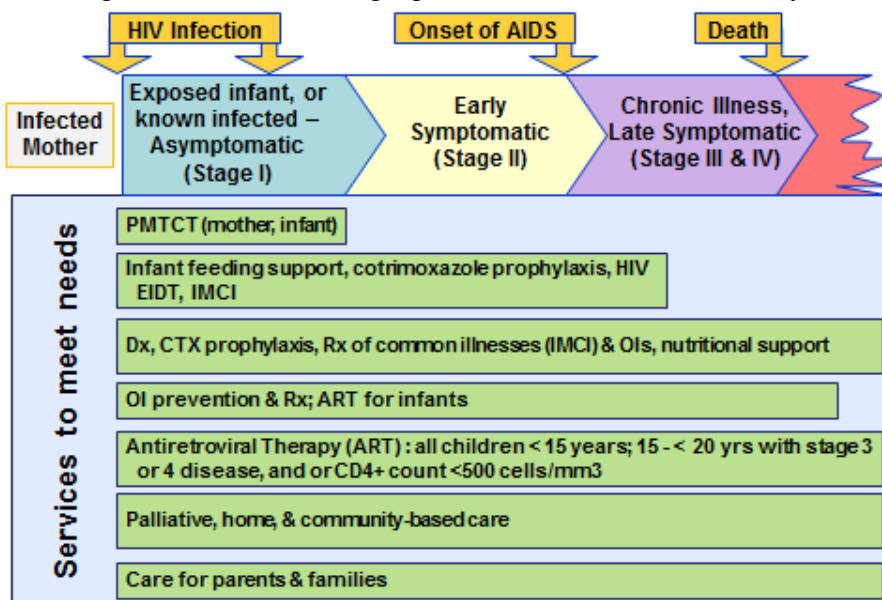 HIV Infection
Onset of AIDS
Death
Infected
Mother
Exposed infant, or
known infected –
Asymptomatic
(Stage I)
Early
Symptomatic
(Stage II)
Chronic Illness,
Late Symptomatic
(Stage III & IV)
Services to meet needs
PMTCT (mother, infant)
Infant feeding support, cotrimoxazole prophylaxis, HIV
EIDT, IMCI
Dx, CTX prophylaxis, Rx of common illnesses (IMCI) & OIs, nutritional support
OI prevention & Rx; ART for infants
Antiretroviral Therapy (ART) : all children < 15 years; 15 - < 20 yrs with stage 3
or 4 disease, and or CD4+ count <500 cells/mm3
Palliative, home, & community-based care
Care for parents & families